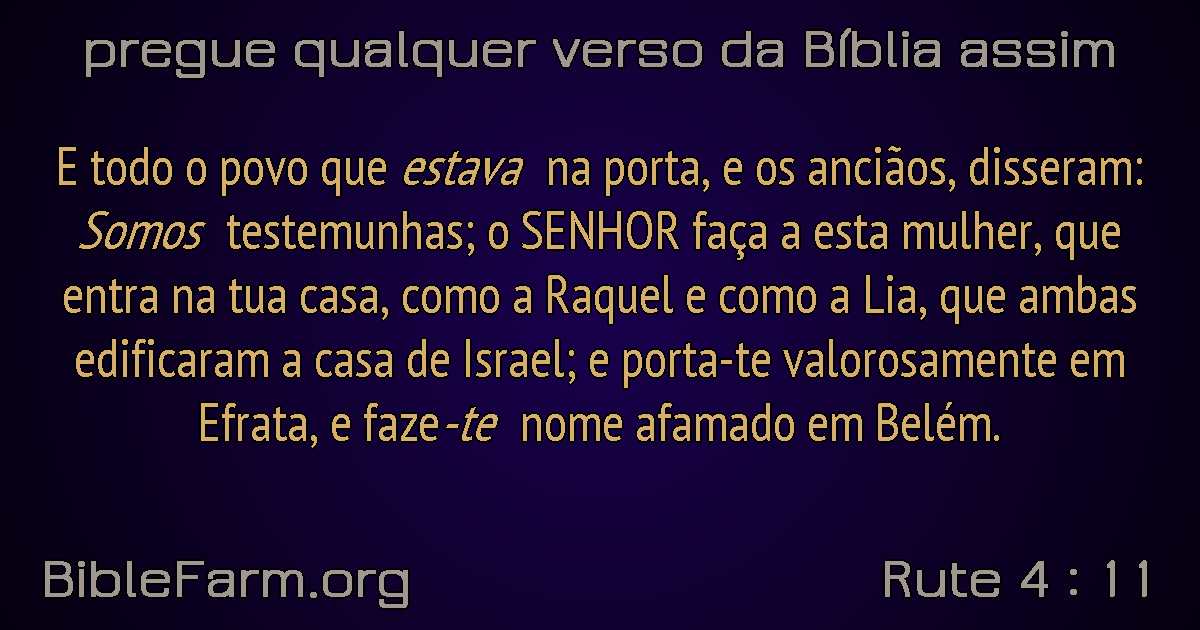 pregue qualquer verso da Bíblia assim
E todo o povo que estava na porta, e os anciãos, disseram:
Somos testemunhas; o SENHOR faça a esta mulher, que
entra na tua casa, como a Raquel e como a Lia, que ambas
edificaram a casa de Israel; e porta-te valorosamente em
Efrata, e faze-te nome afamado em Belém.
BibleFarm.org
Rute 4 : 11